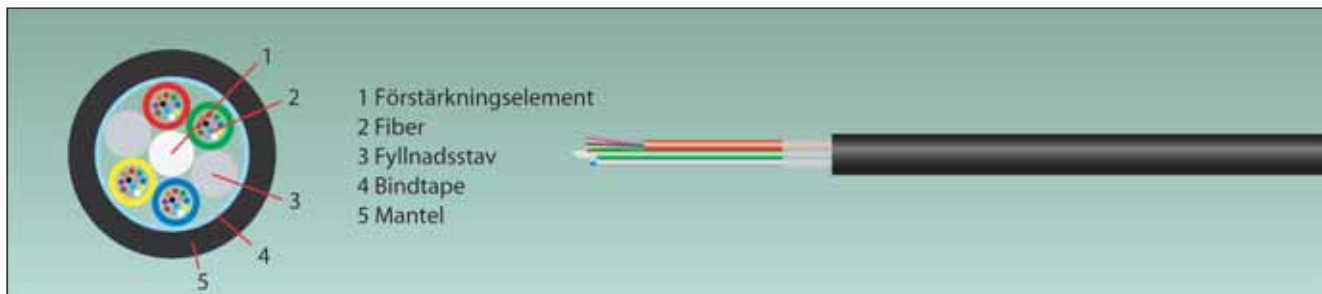 1
2
3
4
5
1 Förstärkningselement
2 Fiber
3 Fyllnadsstav
4 Bindtape
5 Mantel